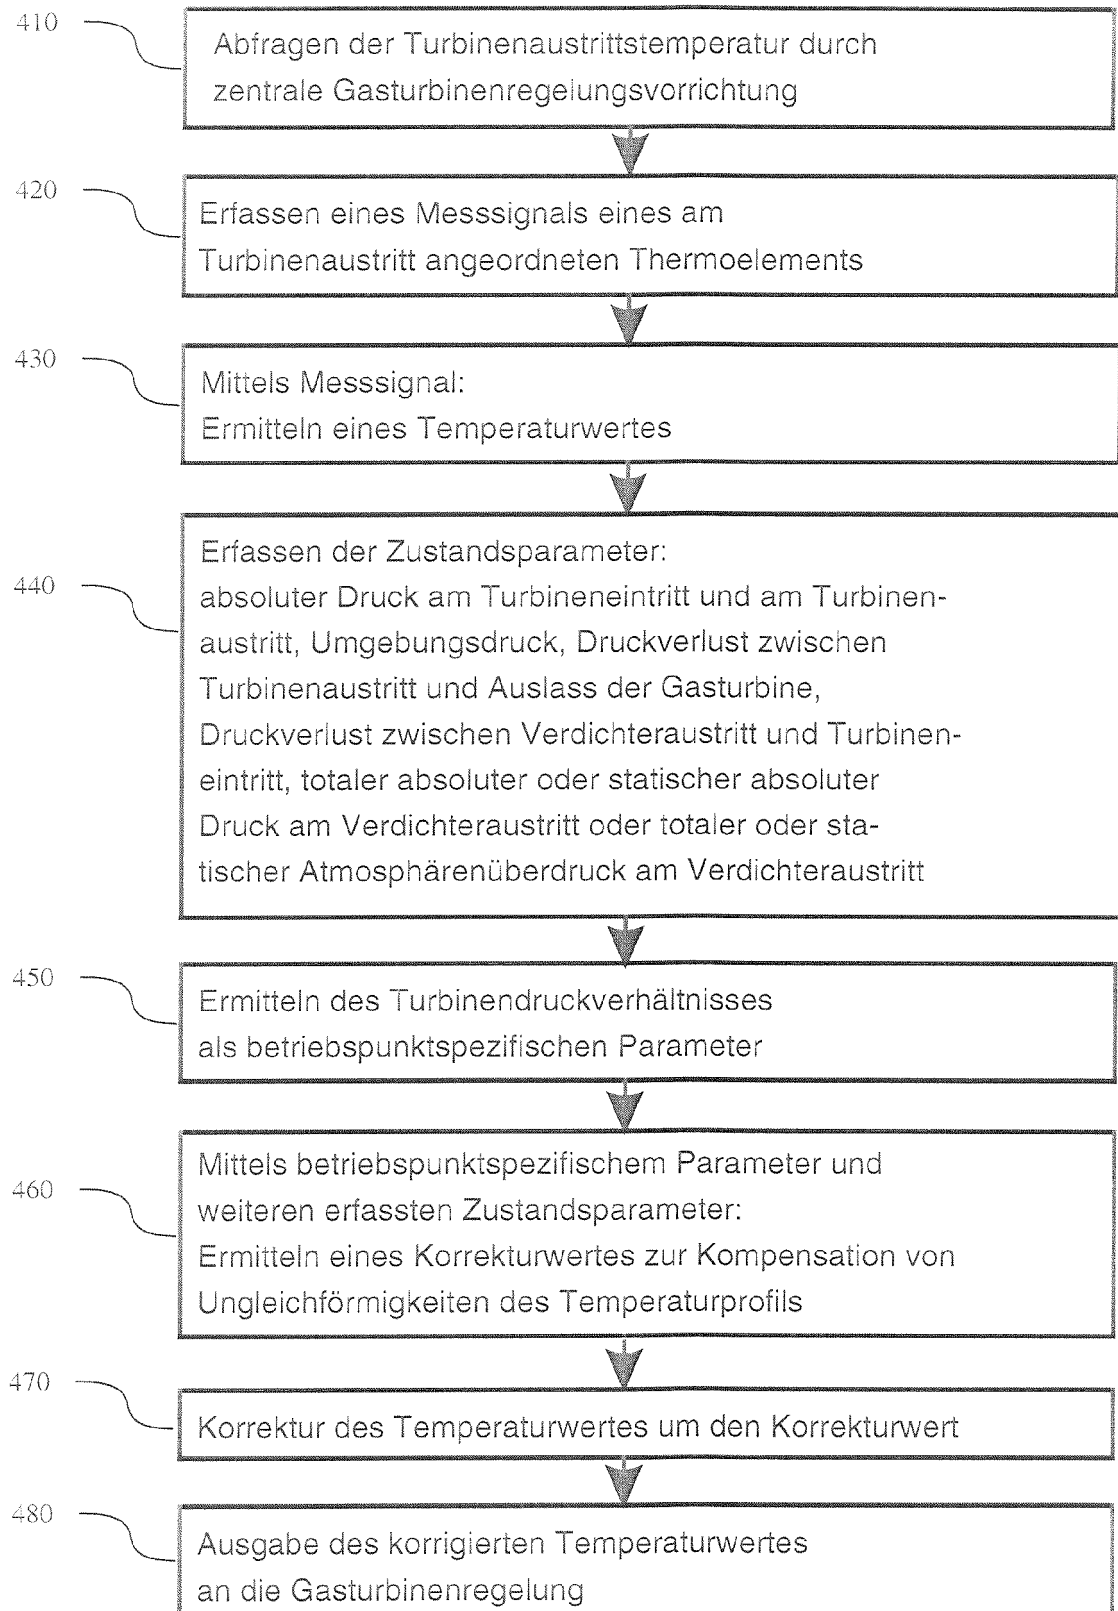 410
Abfragen der Turbinenaustrittstemperatur durch
zentrale Gasturbinenregelungsvorrichtung
420
Erfassen eines Messsignals eines am
Turbinenaustritt angeordneten Thermoelements
430
Mittels Messsignal:
Ermitteln eines Temperaturwertes
440
Erfassen der Zustandsparameter:
absoluter Druck am Turbineneintritt und am Turbinen-
austritt, Umgebungsdruck, Druckverlust zwischen
Turbinenaustritt und Auslass der Gasturbine,
Druckverlust zwischen Verdichteraustritt und Turbinen-
eintritt, totaler absoluter oder statischer absoluter
Druck am Verdichteraustritt oder totaler oder sta-
tischer Atmosphärenüberdruck am Verdichteraustritt
450
Ermitteln des Turbinendruckverhältnisses
als betriebspunktspezifischen Parameter
460
Mittels betriebspunktspezifischem Parameter und
weiteren erfassten Zustandsparameter:
Ermitteln eines Korrekturwertes zur Kompensation von
Ungleichförmigkeiten des Temperaturprofils
470
Korrektur des Temperaturwertes um den Korrekturwert
480
Ausgabe des korrigierten Temperaturwertes
an die Gasturbinenregelung